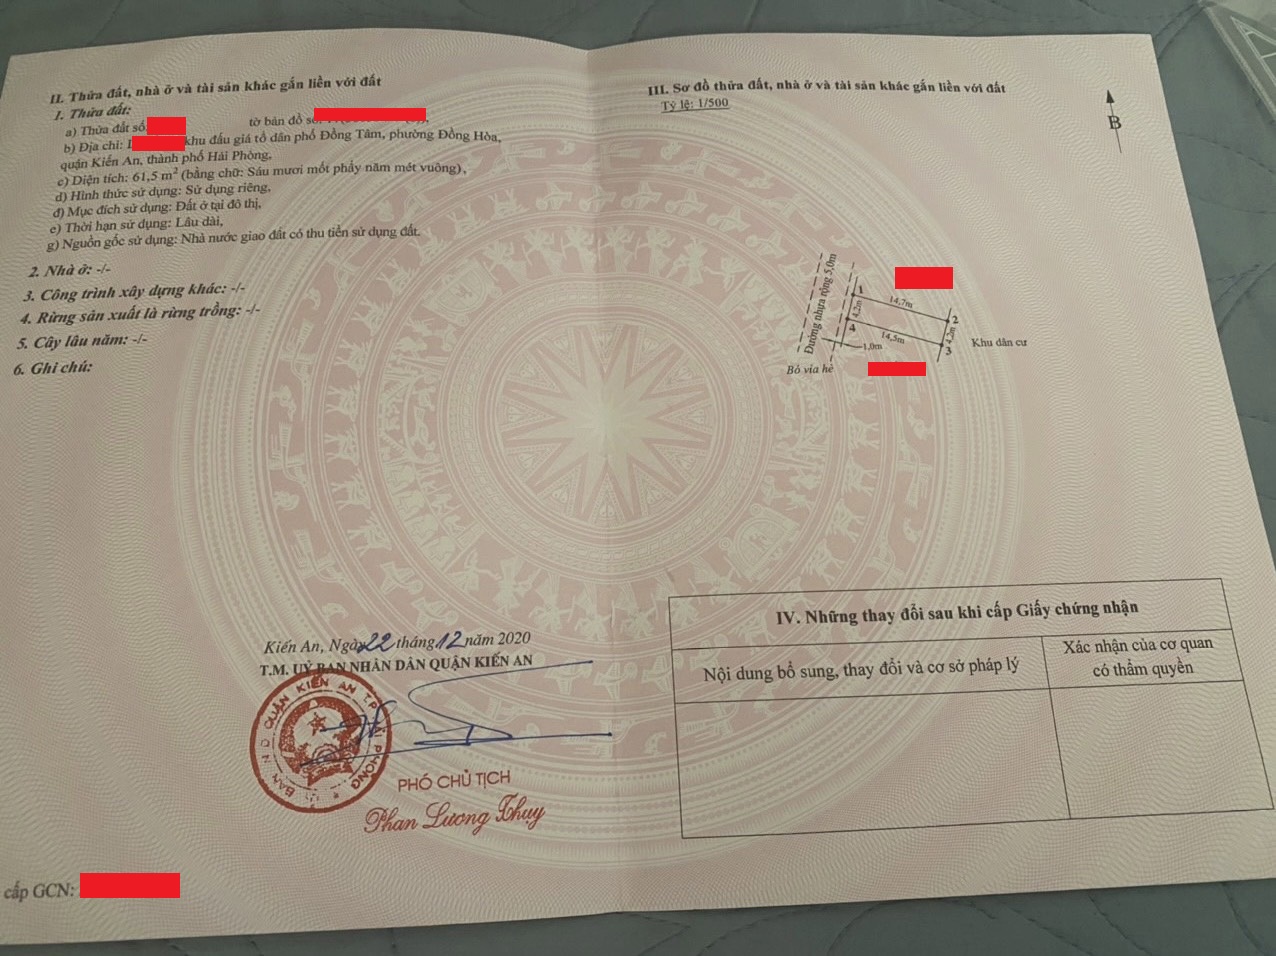 II. Thửa đất, nhà ở và tài sản khác gắn liền với đất
1. Thửa đất:
a) Thửa đất số: tờ bản đồ số:
b) Địa chỉ: khu đấu giá tổ dân phố Đồng Tâm, phường Đồng Hòa,
quận Kiến An, thành phố Hải Phòng,
c) Diện tích: 61,5 m² (bằng chữ: Sáu mươi mốt phẩy năm mét vuông),
d) Hình thức sử dụng: Sử dụng riêng,
đ) Mục đích sử dụng: Đất ở tại đô thị,
e) Thời hạn sử dụng: Lâu dài,
g) Nguồn gốc sử dụng: Nhà nước giao đất có thu tiền sử dụng đất.
2. Nhà ở: -/-
3. Công trình xây dựng khác: -/-
4. Rừng sản xuất là rừng trồng: -/-
5. Cây lâu năm: -/-
6. Ghi chú:
Kiến An, Ngày 22 tháng 12 năm 2020
T.M. UỶ BAN NHÂN DÂN QUẬN KIẾN AN
BAN N D QUẬN KIẾN AN T.P HẢI PHÒNG
PHÓ CHỦ TỊCH
Phan Lương Thụy
cấp GCN:
III. Sơ đồ thửa đất, nhà ở và tài sản khác gắn liền với đất
Tỷ lệ: 1/500
B
Đường nhựa rộng 5,0m
1
14,7m
2
4,2m
4
14,5m
4,2m
3
1,0m
Khu dân cư
Bó vỉa hè
IV. Những thay đổi sau khi cấp Giấy chứng nhận
Nội dung bổ sung, thay đổi và cơ sở pháp lý
Xác nhận của cơ quan
có thẩm quyền